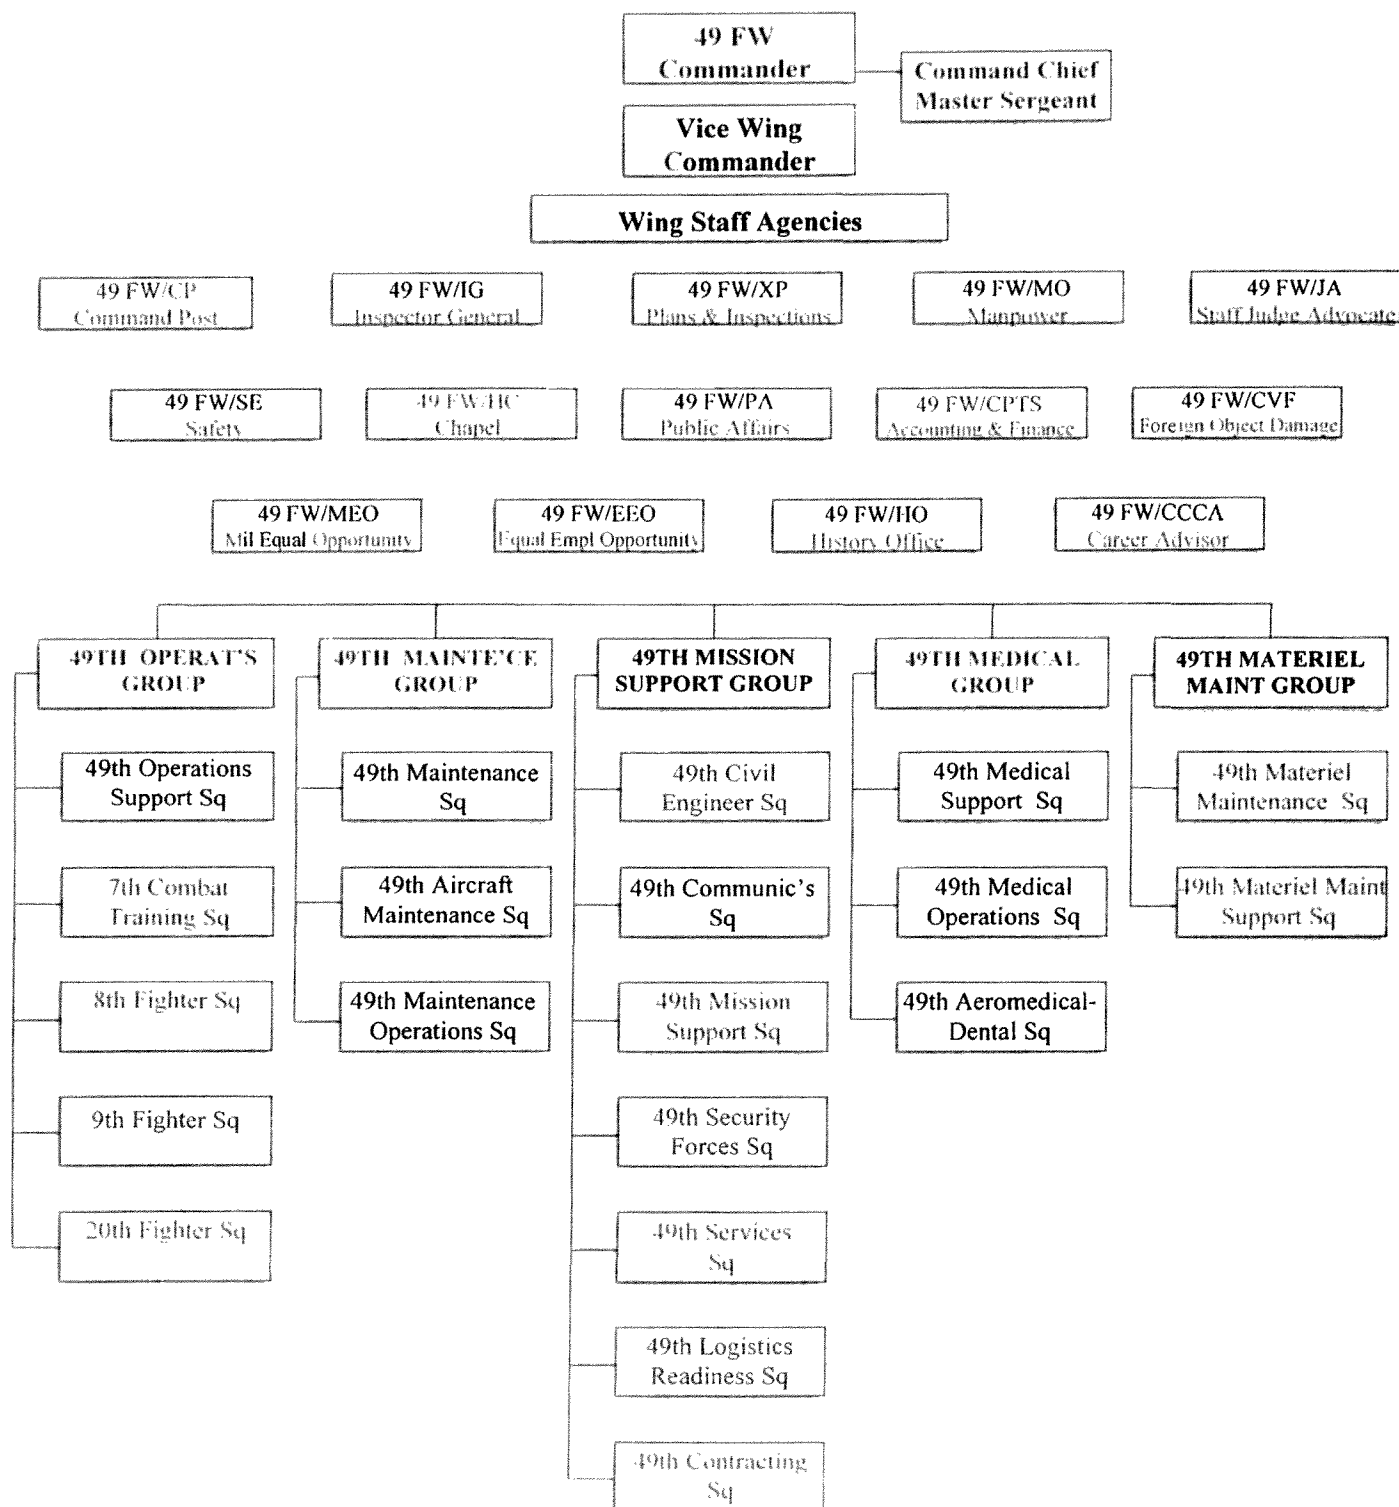 49 FW
Commander
Command Chief
Master Sergeant
Vice Wing
Commander
Wing Staff Agencies
49 FW/CP
Command Post
49 FW/IG
Inspector General
49 FW/XP
Plans & Inspections
49 FW/MO
Manpower
49 FW/JA
Staff Judge Advocate
49 FW/SE
Safety
49 FW/HC
Chapel
49 FW/PA
Public Affairs
49 FW/CPTS
Accounting & Finance
49 FW/CVF
Foreign Object Damage
49 FW/MEO
Mil Equal Opportunity
49 FW/EEO
Equal Empl Opportunity
49 FW/HO
History Office
49 FW/CCCA
Career Advisor
49TH OPERAT'S
GROUP
49TH MAINTE'CE
GROUP
49TH MISSION
SUPPORT GROUP
49TH MEDICAL
GROUP
49TH MATERIEL
MAINT GROUP
49th Operations
Support Sq
49th Maintenance
Sq
49th Civil
Engineer Sq
49th Medical
Support Sq
49th Materiel
Maintenance Sq
7th Combat
Training Sq
49th Aircraft
Maintenance Sq
49th Communic's
Sq
49th Medical
Operations Sq
49th Materiel Maint
Support Sq
8th Fighter Sq
49th Maintenance
Operations Sq
49th Mission
Support Sq
49th Aeromedical-
Dental Sq
9th Fighter Sq
49th Security
Forces Sq
20th Fighter Sq
49th Services
Sq
49th Logistics
Readiness Sq
49th Contracting
Sq